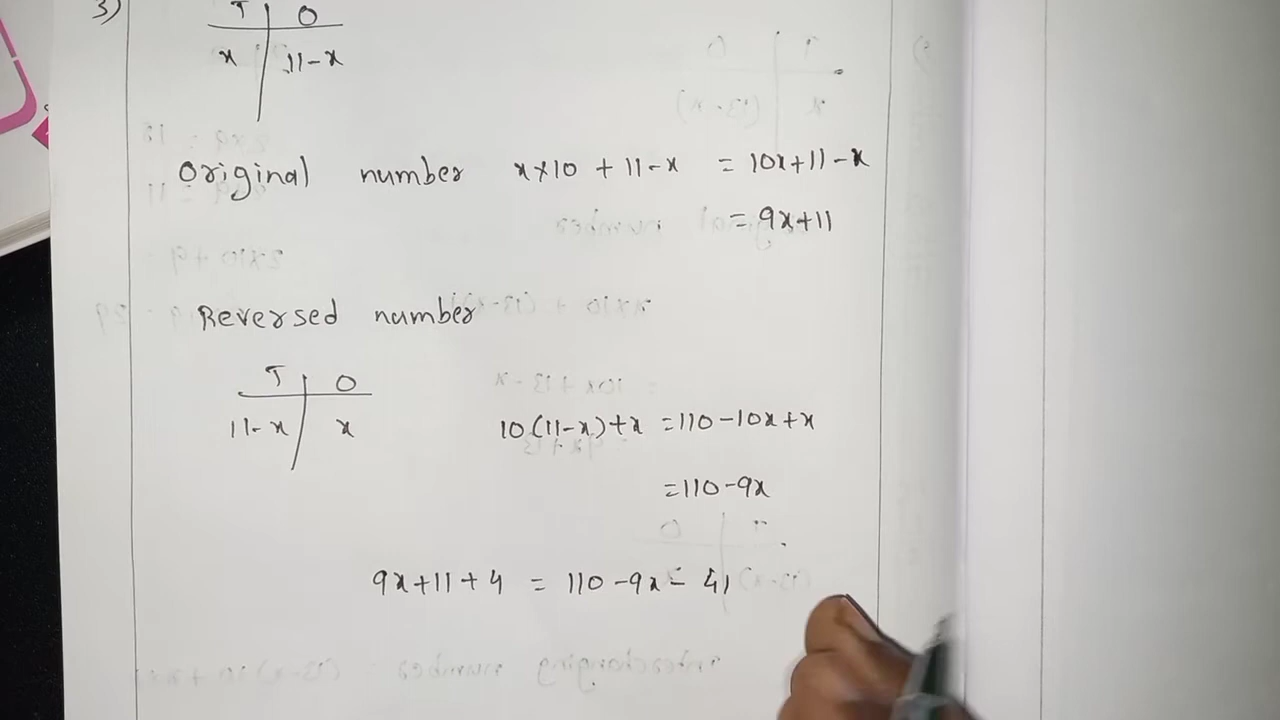 3)
T | O
x | 11-x
Original number x×10 + 11-x = 10x+11-x
= 9x+11
Reversed number
T | O
11-x | x
10(11-x)+x =110-10x+x
=110-9x
9x+11+4 = 110-9x-41